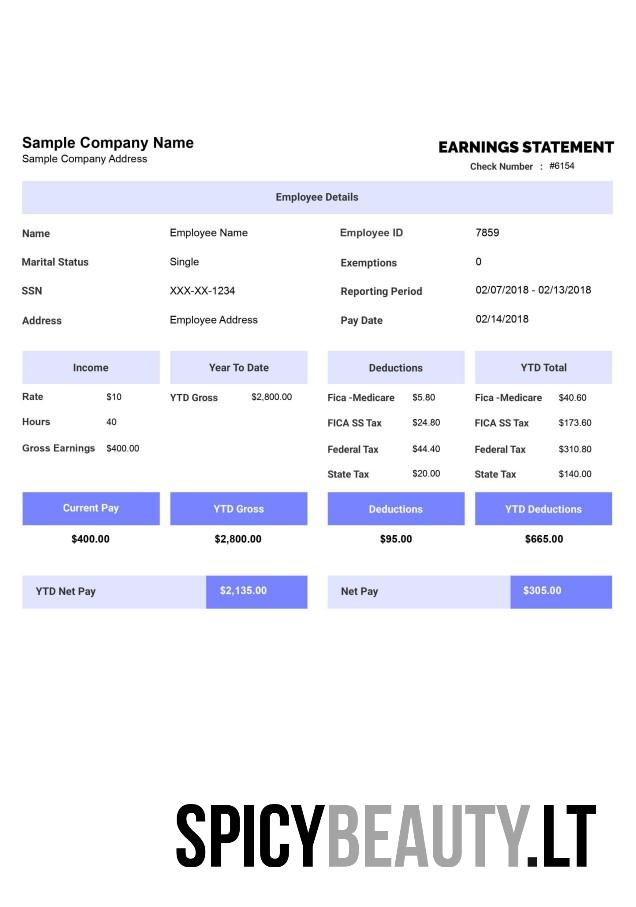 Sample Company Name
Sample Company Address
EARNINGS STATEMENT
Check Number : #6154
Employee Details
Name Employee Name Employee ID 7859
Marital Status Single Exemptions 0
SSN XXX-XX-1234 Reporting Period 02/07/2018 - 02/13/2018
Address Employee Address Pay Date 02/14/2018
Income Year To Date Deductions YTD Total
Rate $10 YTD Gross $2,800.00 Fica -Medicare $5.80 Fica -Medicare $40.60
Hours 40 FICA SS Tax $24.80 FICA SS Tax $173.60
Gross Earnings $400.00 Federal Tax $44.40 Federal Tax $310.80
State Tax $20.00 State Tax $140.00
Current Pay YTD Gross Deductions YTD Deductions
$400.00 $2,800.00 $95.00 $665.00
YTD Net Pay $2,135.00 Net Pay $305.00
SPICYBEAUTY.LT